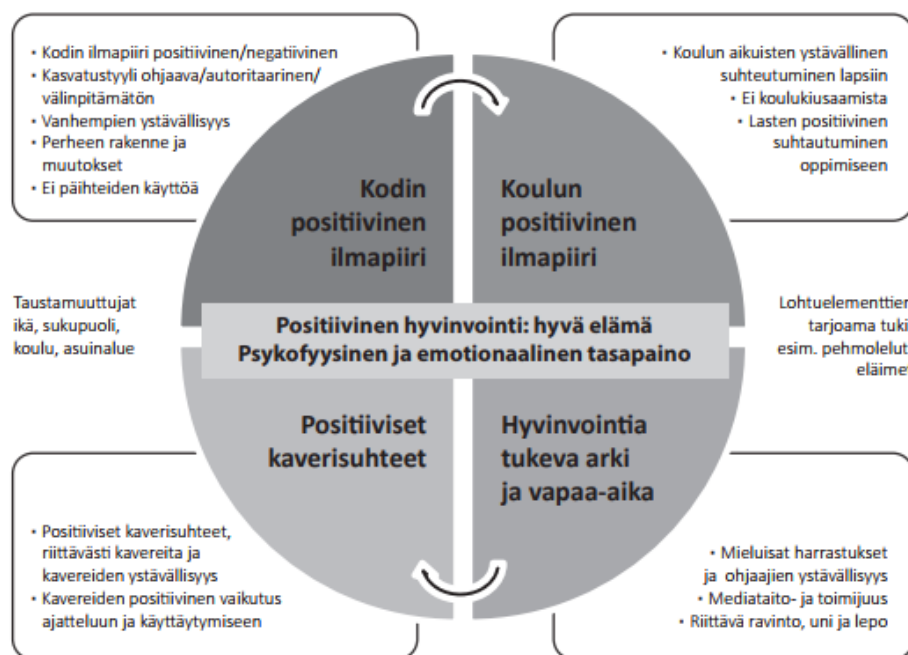 • Kodin ilmapiiri positiivinen/negatiivinen
• Kasvatustyyli ohjaava/autoritaarinen/
välinpitämätön
• Vanhempien ystävällisyys
• Perheen rakenne ja
muutokset
• Ei päihteiden käyttöä
• Koulun aikuisten ystävällinen
suhteutuminen lapsiin
• Ei koulukiusaamista
• Lasten positiivinen
suhtautuminen
oppimiseen
Kodin
positiivinen
ilmapiiri
Koulun
positiivinen
ilmapiiri
Taustamuuttujat
ikä, sukupuoli,
koulu, asuinalue
Positiivinen hyvinvointi: hyvä elämä
Psykofyysinen ja emotionaalinen tasapaino
Lohtuelementtien
tarjoama tuki
esim. pehmolelut
eläimet
Positiiviset
kaverisuhteet
Hyvinvointia
tukeva arki
ja vapaa-aika
• Positiiviset kaverisuhteet,
riittävästi kavereita ja
kavereiden ystävällisyys
• Kavereiden positiivinen vaikutus
ajatteluun ja käyttäytymiseen
• Mieluisat harrastukset
ja ohjaajien ystävällisyys
• Mediataito- ja toimijuus
• Riittävä ravinto, uni ja lepo